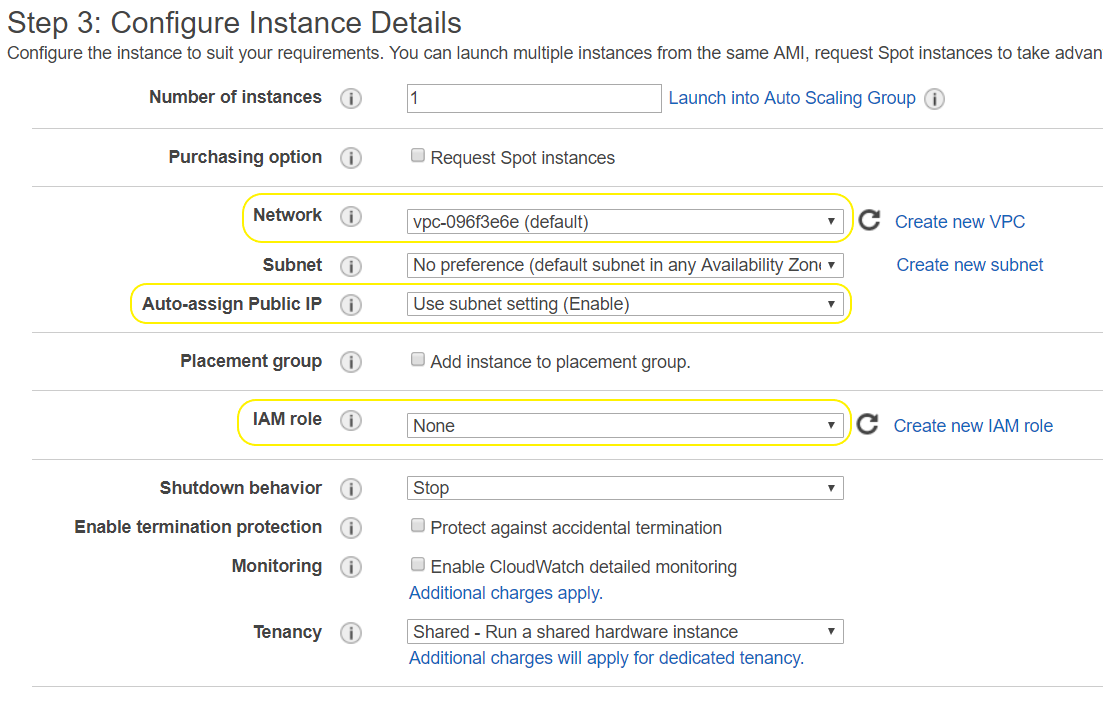 Step 3: Configure Instance Details
Configure the instance to suit your requirements. You can launch multiple instances from the same AMI, request Spot instances to take advan
Number of instances i 1 Launch into Auto Scaling Group i
Purchasing option i Request Spot instances
Network i vpc-096f3e6e (default) Create new VPC
Subnet i No preference (default subnet in any Availability Zone Create new subnet
Auto-assign Public IP i Use subnet setting (Enable)
Placement group i Add instance to placement group.
IAM role i None Create new IAM role
Shutdown behavior i Stop
Enable termination protection i Protect against accidental termination
Monitoring i Enable CloudWatch detailed monitoring
Additional charges apply.
Tenancy i Shared - Run a shared hardware instance
Additional charges will apply for dedicated tenancy.